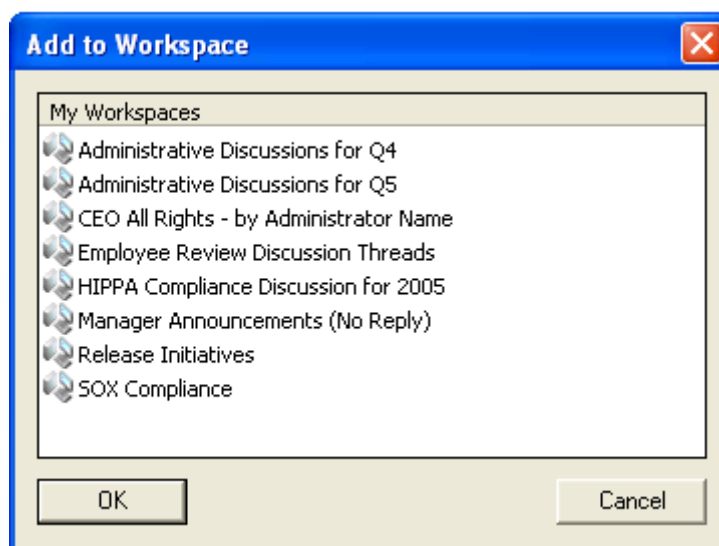 Add to Workspace
My Workspaces
Administrative Discussions for Q4
Administrative Discussions for Q5
CEO All Rights - by Administrator Name
Employee Review Discussion Threads
HIPPA Compliance Discussion for 2005
Manager Announcements (No Reply)
Release Initiatives
SOX Compliance
OK Cancel